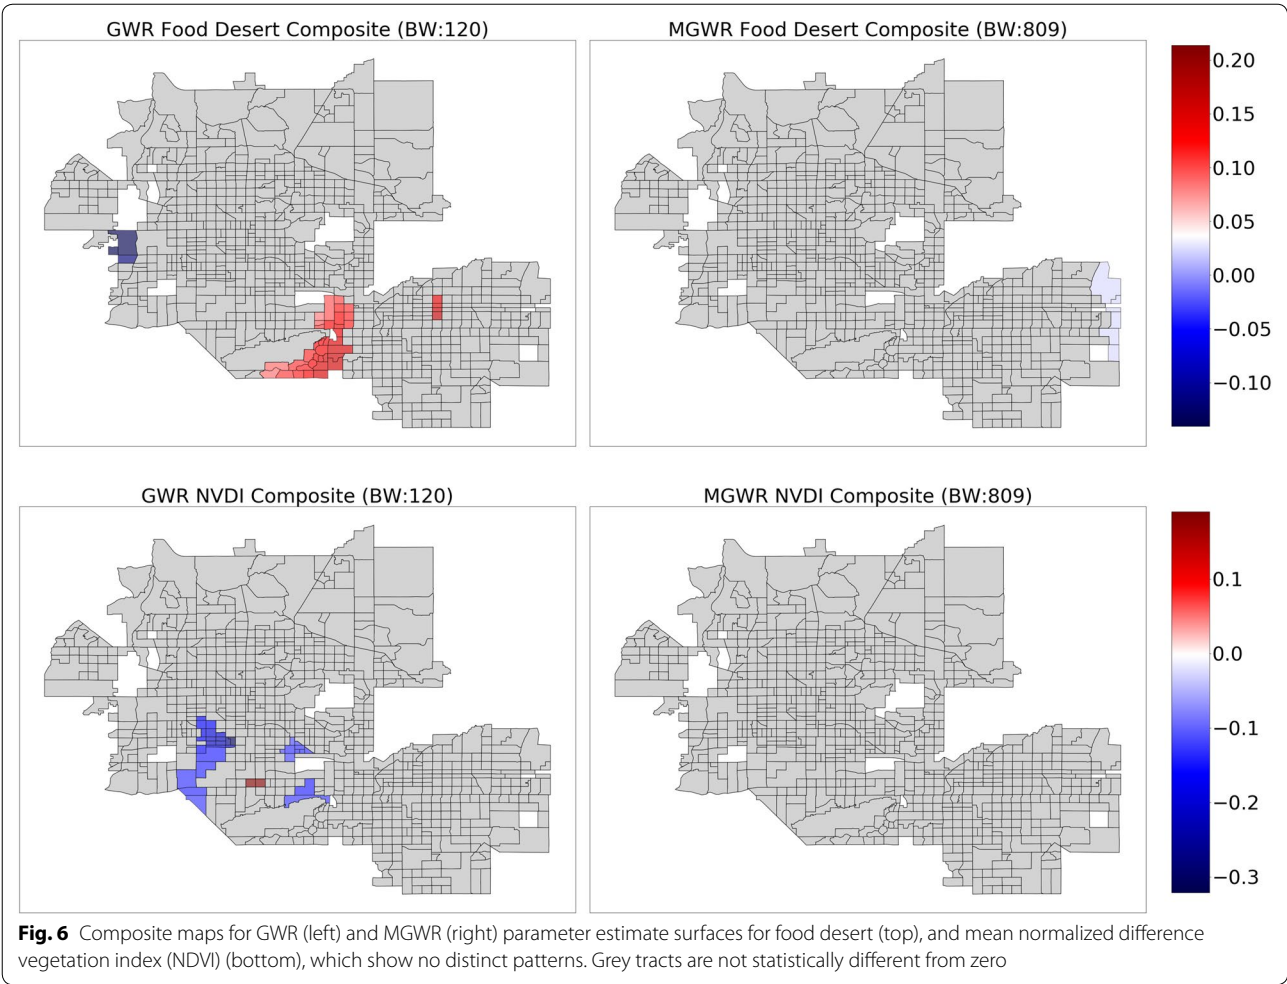 GWR Food Desert Composite (BW:120)
MGWR Food Desert Composite (BW:809)
0.20
0.15
0.10
0.05
0.00
−0.05
−0.10
GWR NVDI Composite (BW:120)
MGWR NVDI Composite (BW:809)
0.1
0.0
−0.1
−0.2
−0.3
Fig. 6 Composite maps for GWR (left) and MGWR (right) parameter estimate surfaces for food desert (top), and mean normalized difference
vegetation index (NDVI) (bottom), which show no distinct patterns. Grey tracts are not statistically different from zero